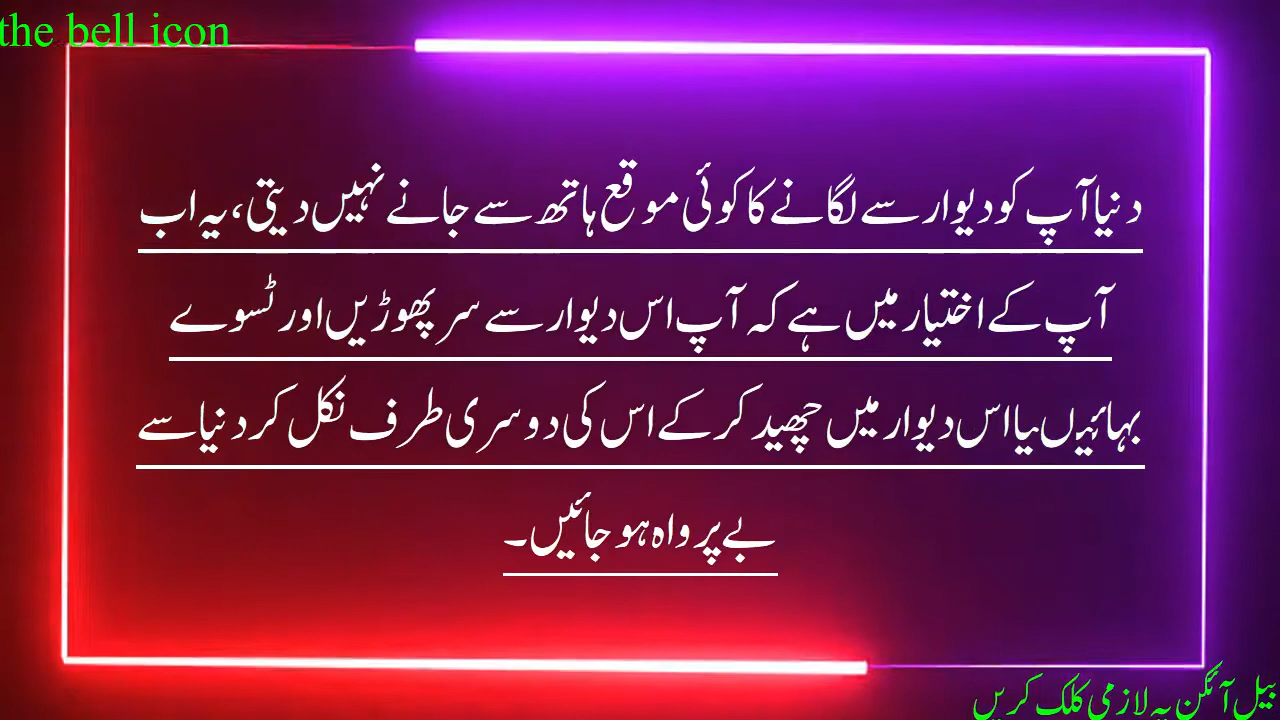 the bell icon
دنیا آپ کو دیوار سے لگانے کا کوئی موقع ہاتھ سے جانے نہیں دیتی، یہ اب
آپ کے اختیار میں ہے کہ آپ اس دیوار سے سر پھوڑیں اور ٹسوے
بہائیں یا اس دیوار میں چھید کر کے اس کی دوسری طرف نکل کر دنیا سے
بے پرواہ ہو جائیں۔
بیل آئکن پہ لازمی کلک کریں